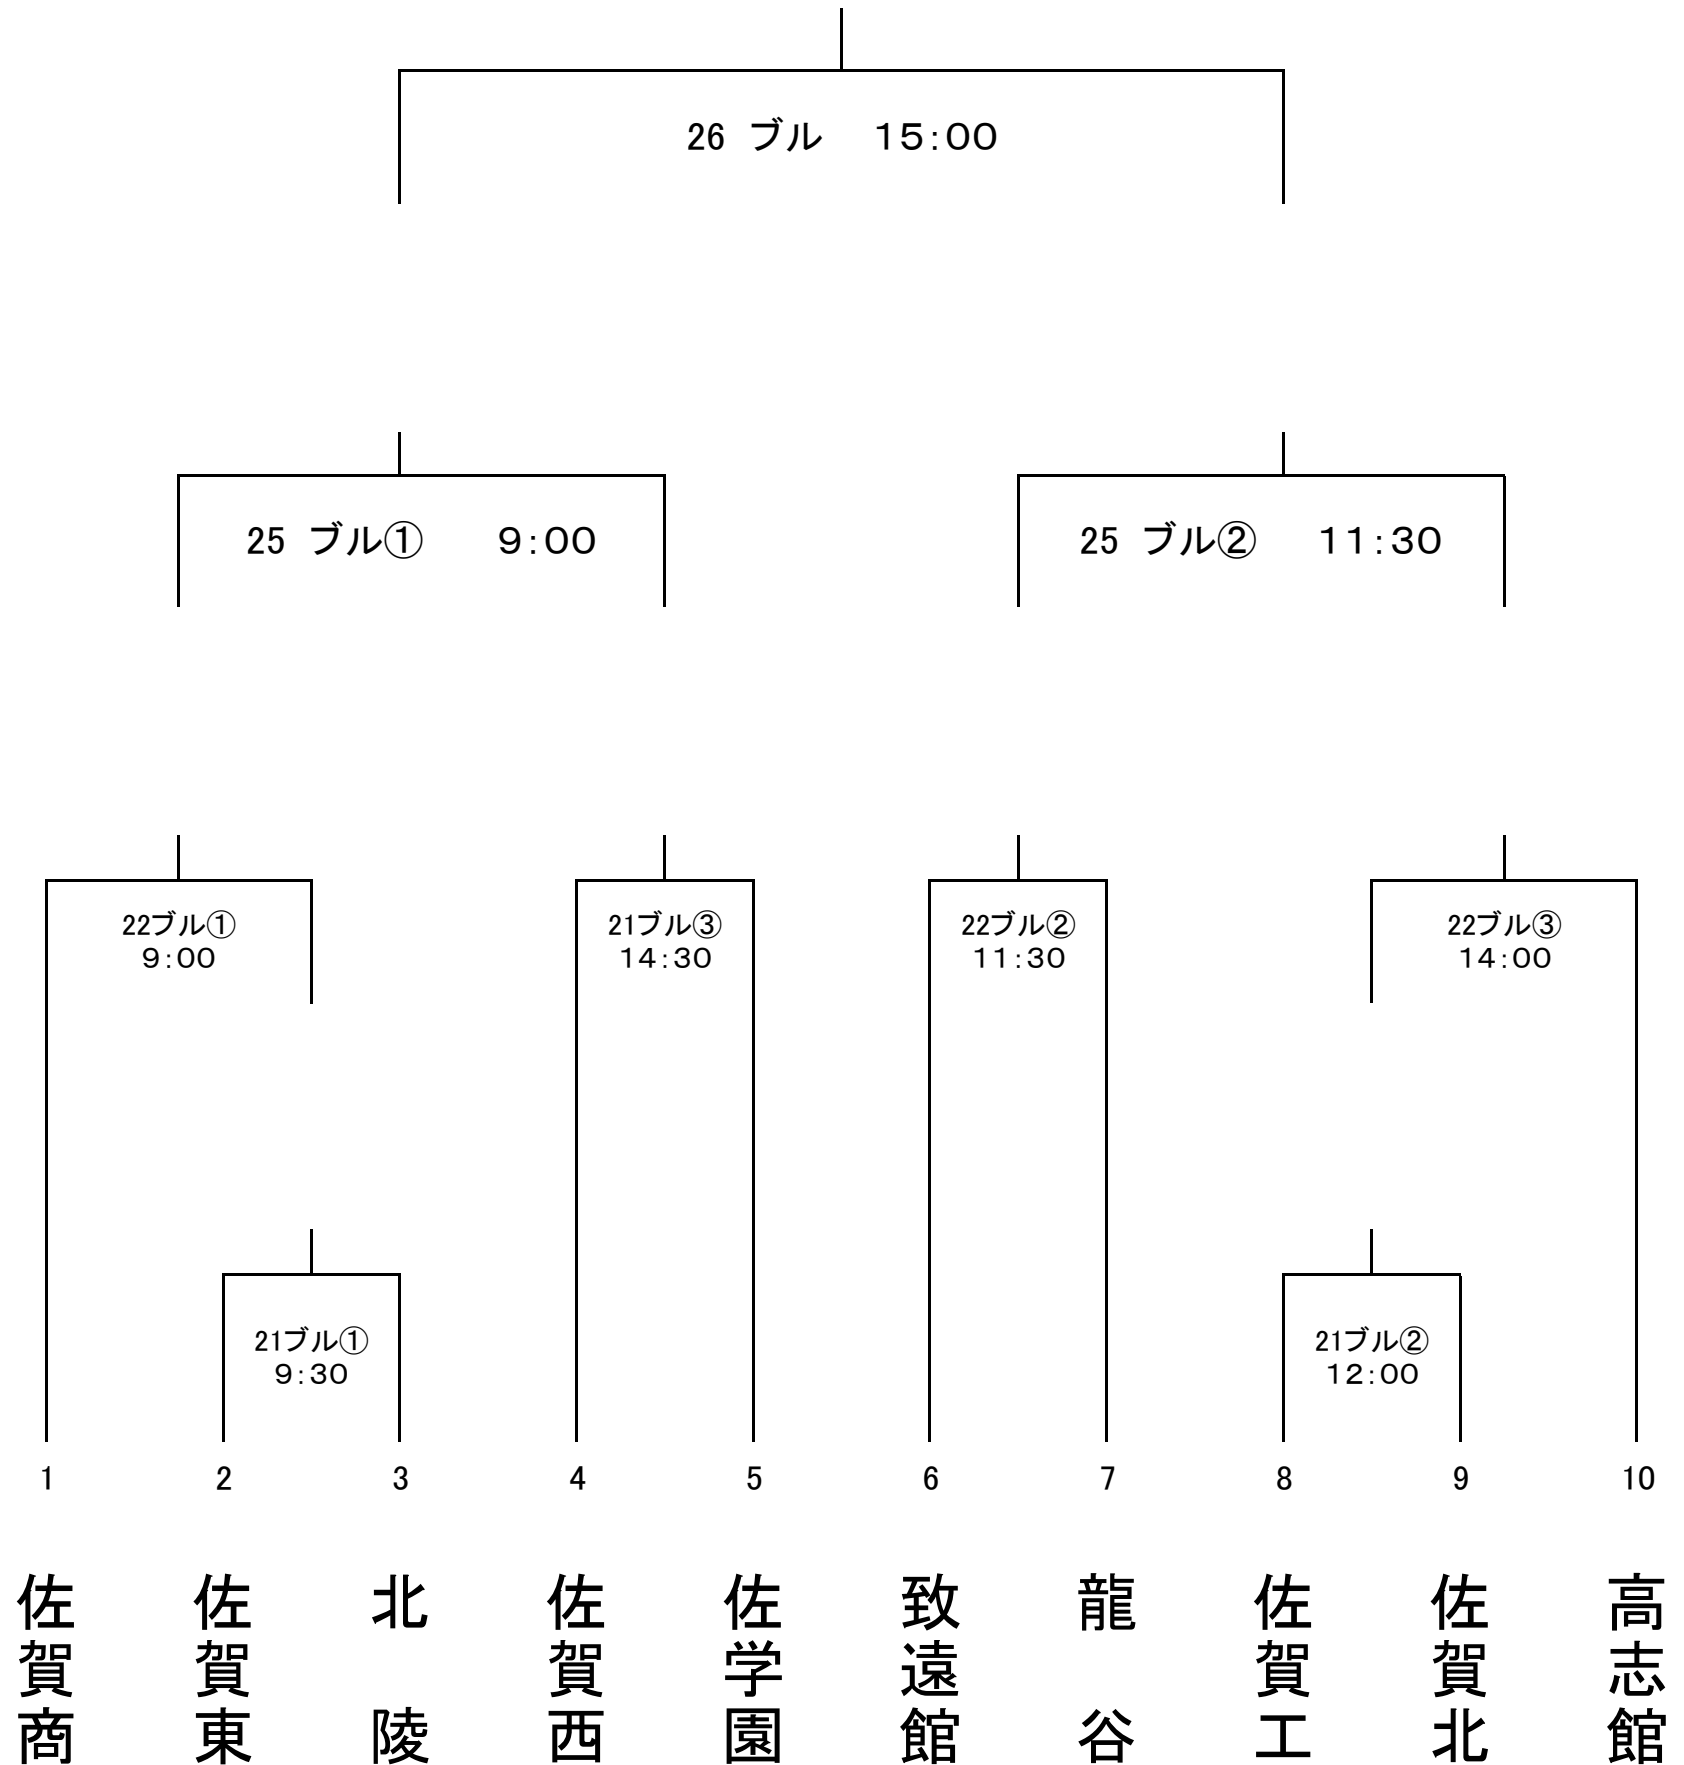 26 ブル 15:00
25 ブル① 9:00
25 ブル② 11:30
22ブル①
9:00
21ブル③
14:30
22ブル②
11:30
22ブル③
14:00
21ブル①
9:30
21ブル②
12:00
1
2
3
4
5
6
7
8
9
10
佐賀商
佐賀東
北陵
佐賀西
佐学園
致遠館
龍谷
佐賀工
佐賀北
高志館